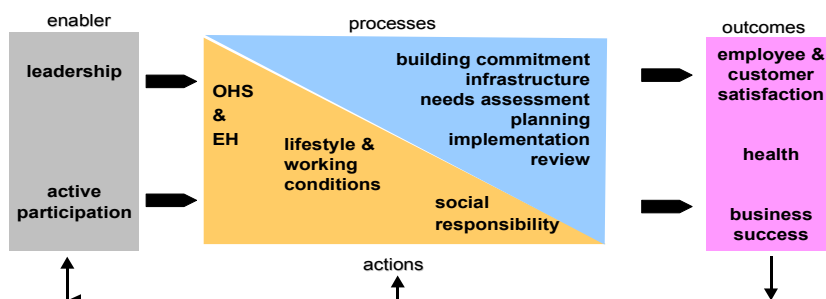 enabler
processes
outcomes
leadership
active
participation
OHS
&
EH
lifestyle &
working
conditions
social
responsibility
building commitment
infrastructure
needs assessment
planning
implementation
review
employee &
customer
satisfaction
health
business
success
actions